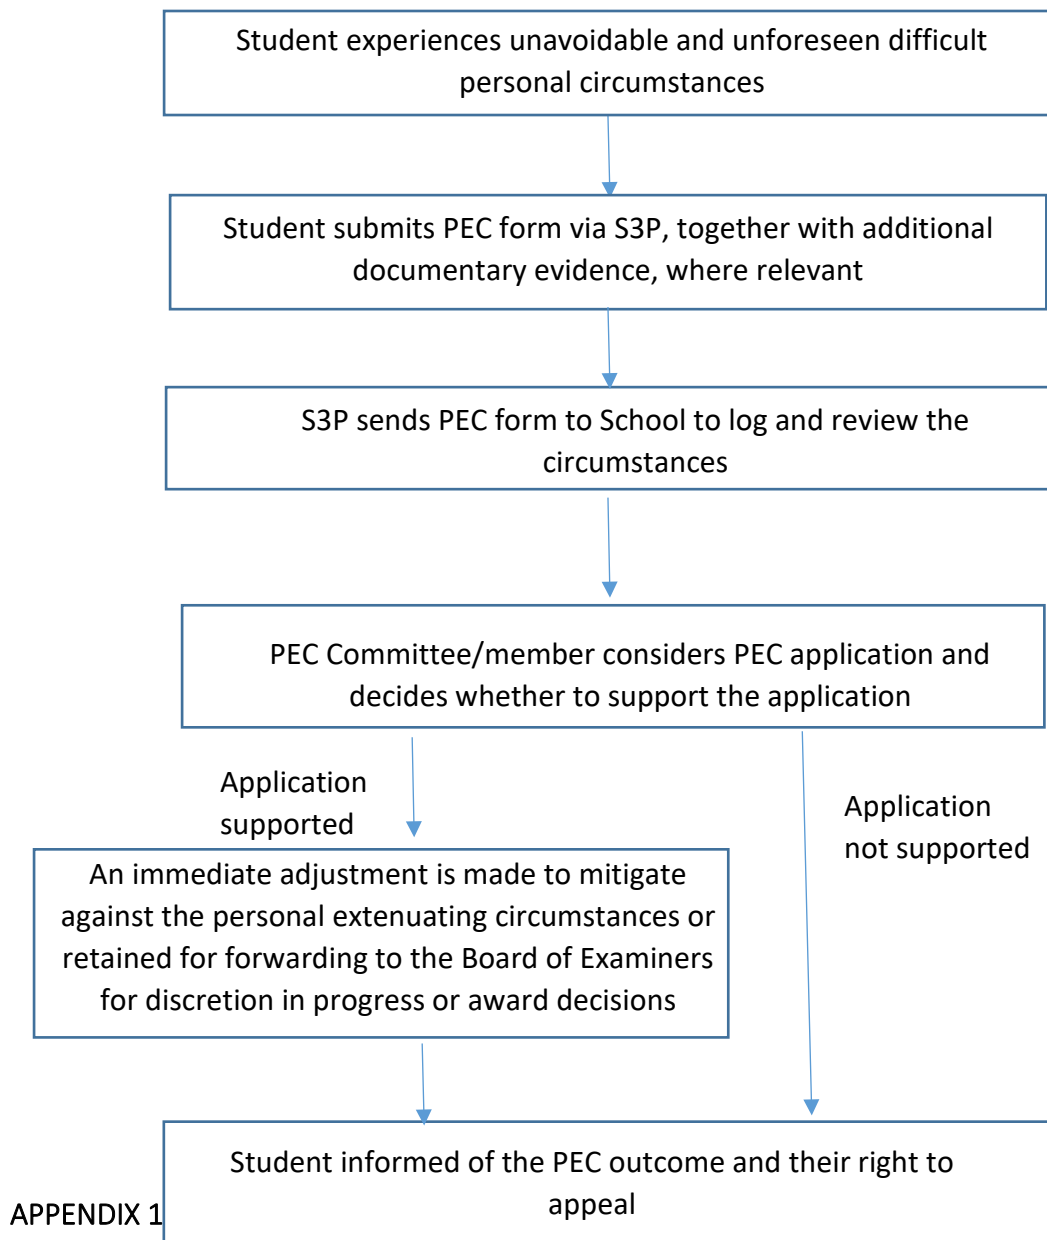 Student experiences unavoidable and unforeseen difficult
personal circumstances
Student submits PEC form via S3P, together with additional
documentary evidence, where relevant
S3P sends PEC form to School to log and review the
circumstances
PEC Committee/member considers PEC application and
decides whether to support the application
Application
supported
Application
not supported
An immediate adjustment is made to mitigate
against the personal extenuating circumstances or
retained for forwarding to the Board of Examiners
for discretion in progress or award decisions
Student informed of the PEC outcome and their right to
appeal
APPENDIX 1